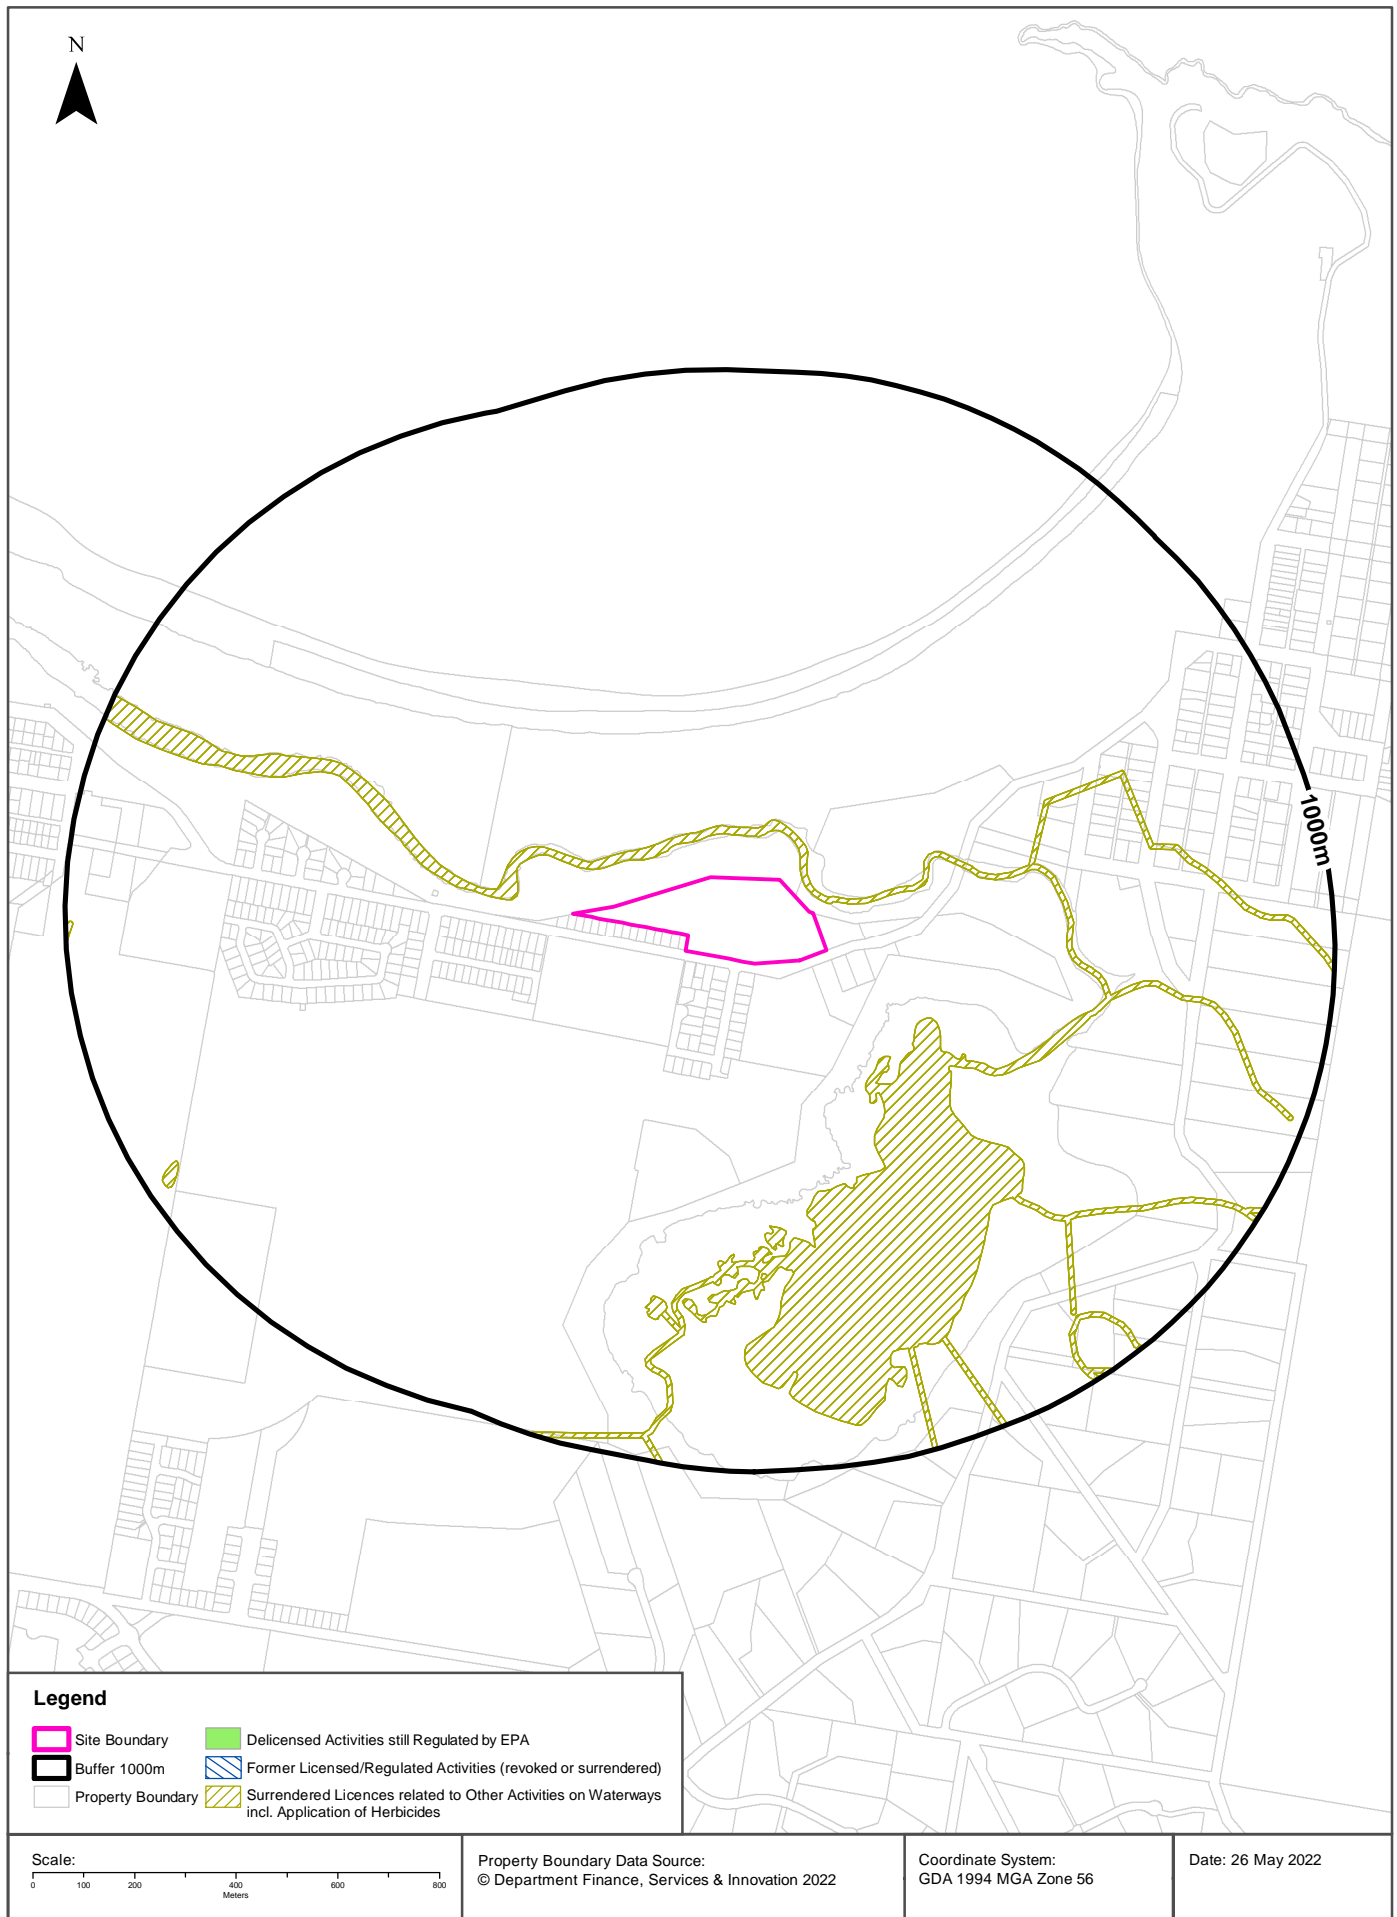 N
1000m
Legend
Site Boundary
Buffer 1000m
Property Boundary
Delicensed Activities still Regulated by EPA
Former Licensed/Regulated Activities (revoked or surrendered)
Surrendered Licences related to Other Activities on Waterways
incl. Application of Herbicides
Scale:
0 100 200 400 600 800
Meters
Property Boundary Data Source:
© Department Finance, Services & Innovation 2022
Coordinate System:
GDA 1994 MGA Zone 56
Date: 26 May 2022